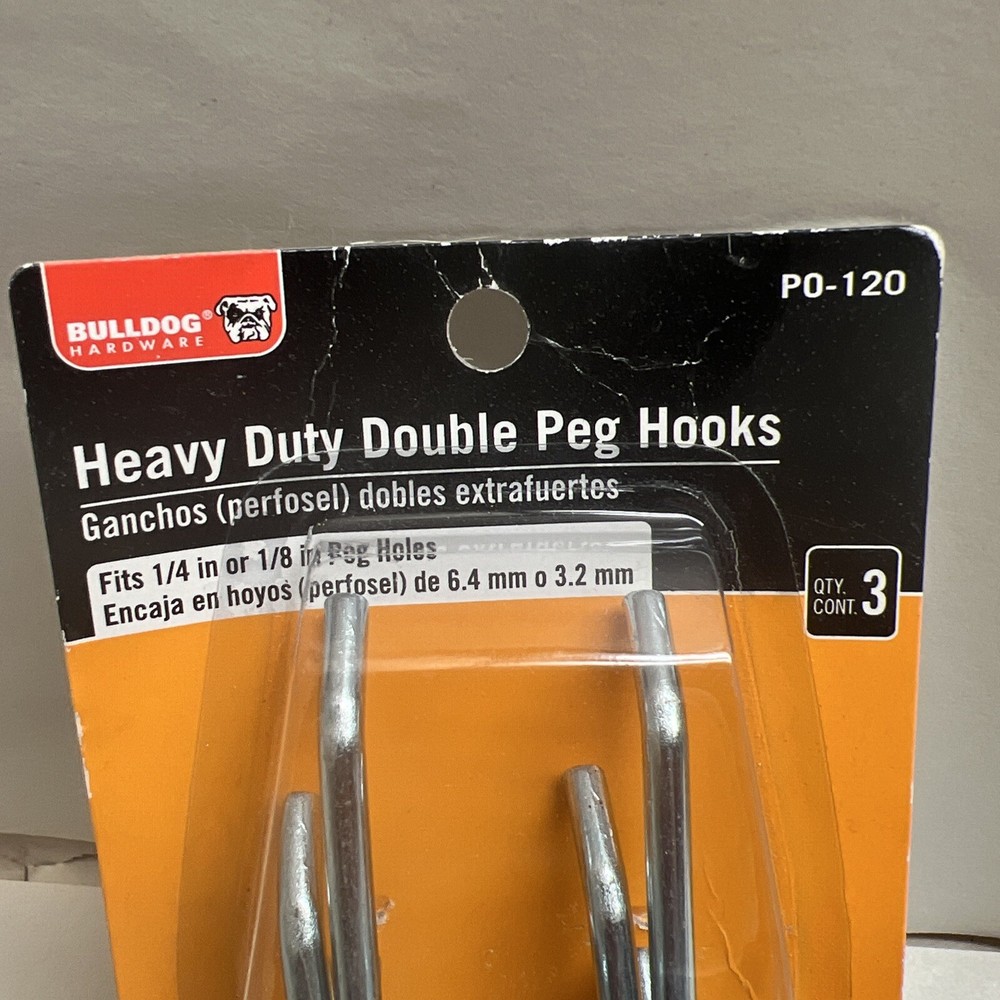 BULLDOG®
HARDWARE
PO-120
Heavy Duty Double Peg Hooks
Ganchos (perfosel) dobles extrafuertes
Fits 1/4 in or 1/8 in Peg Holes
Encaja en hoyos (perfosel) de 6.4 mm o 3.2 mm
QTY.
CONT. 3